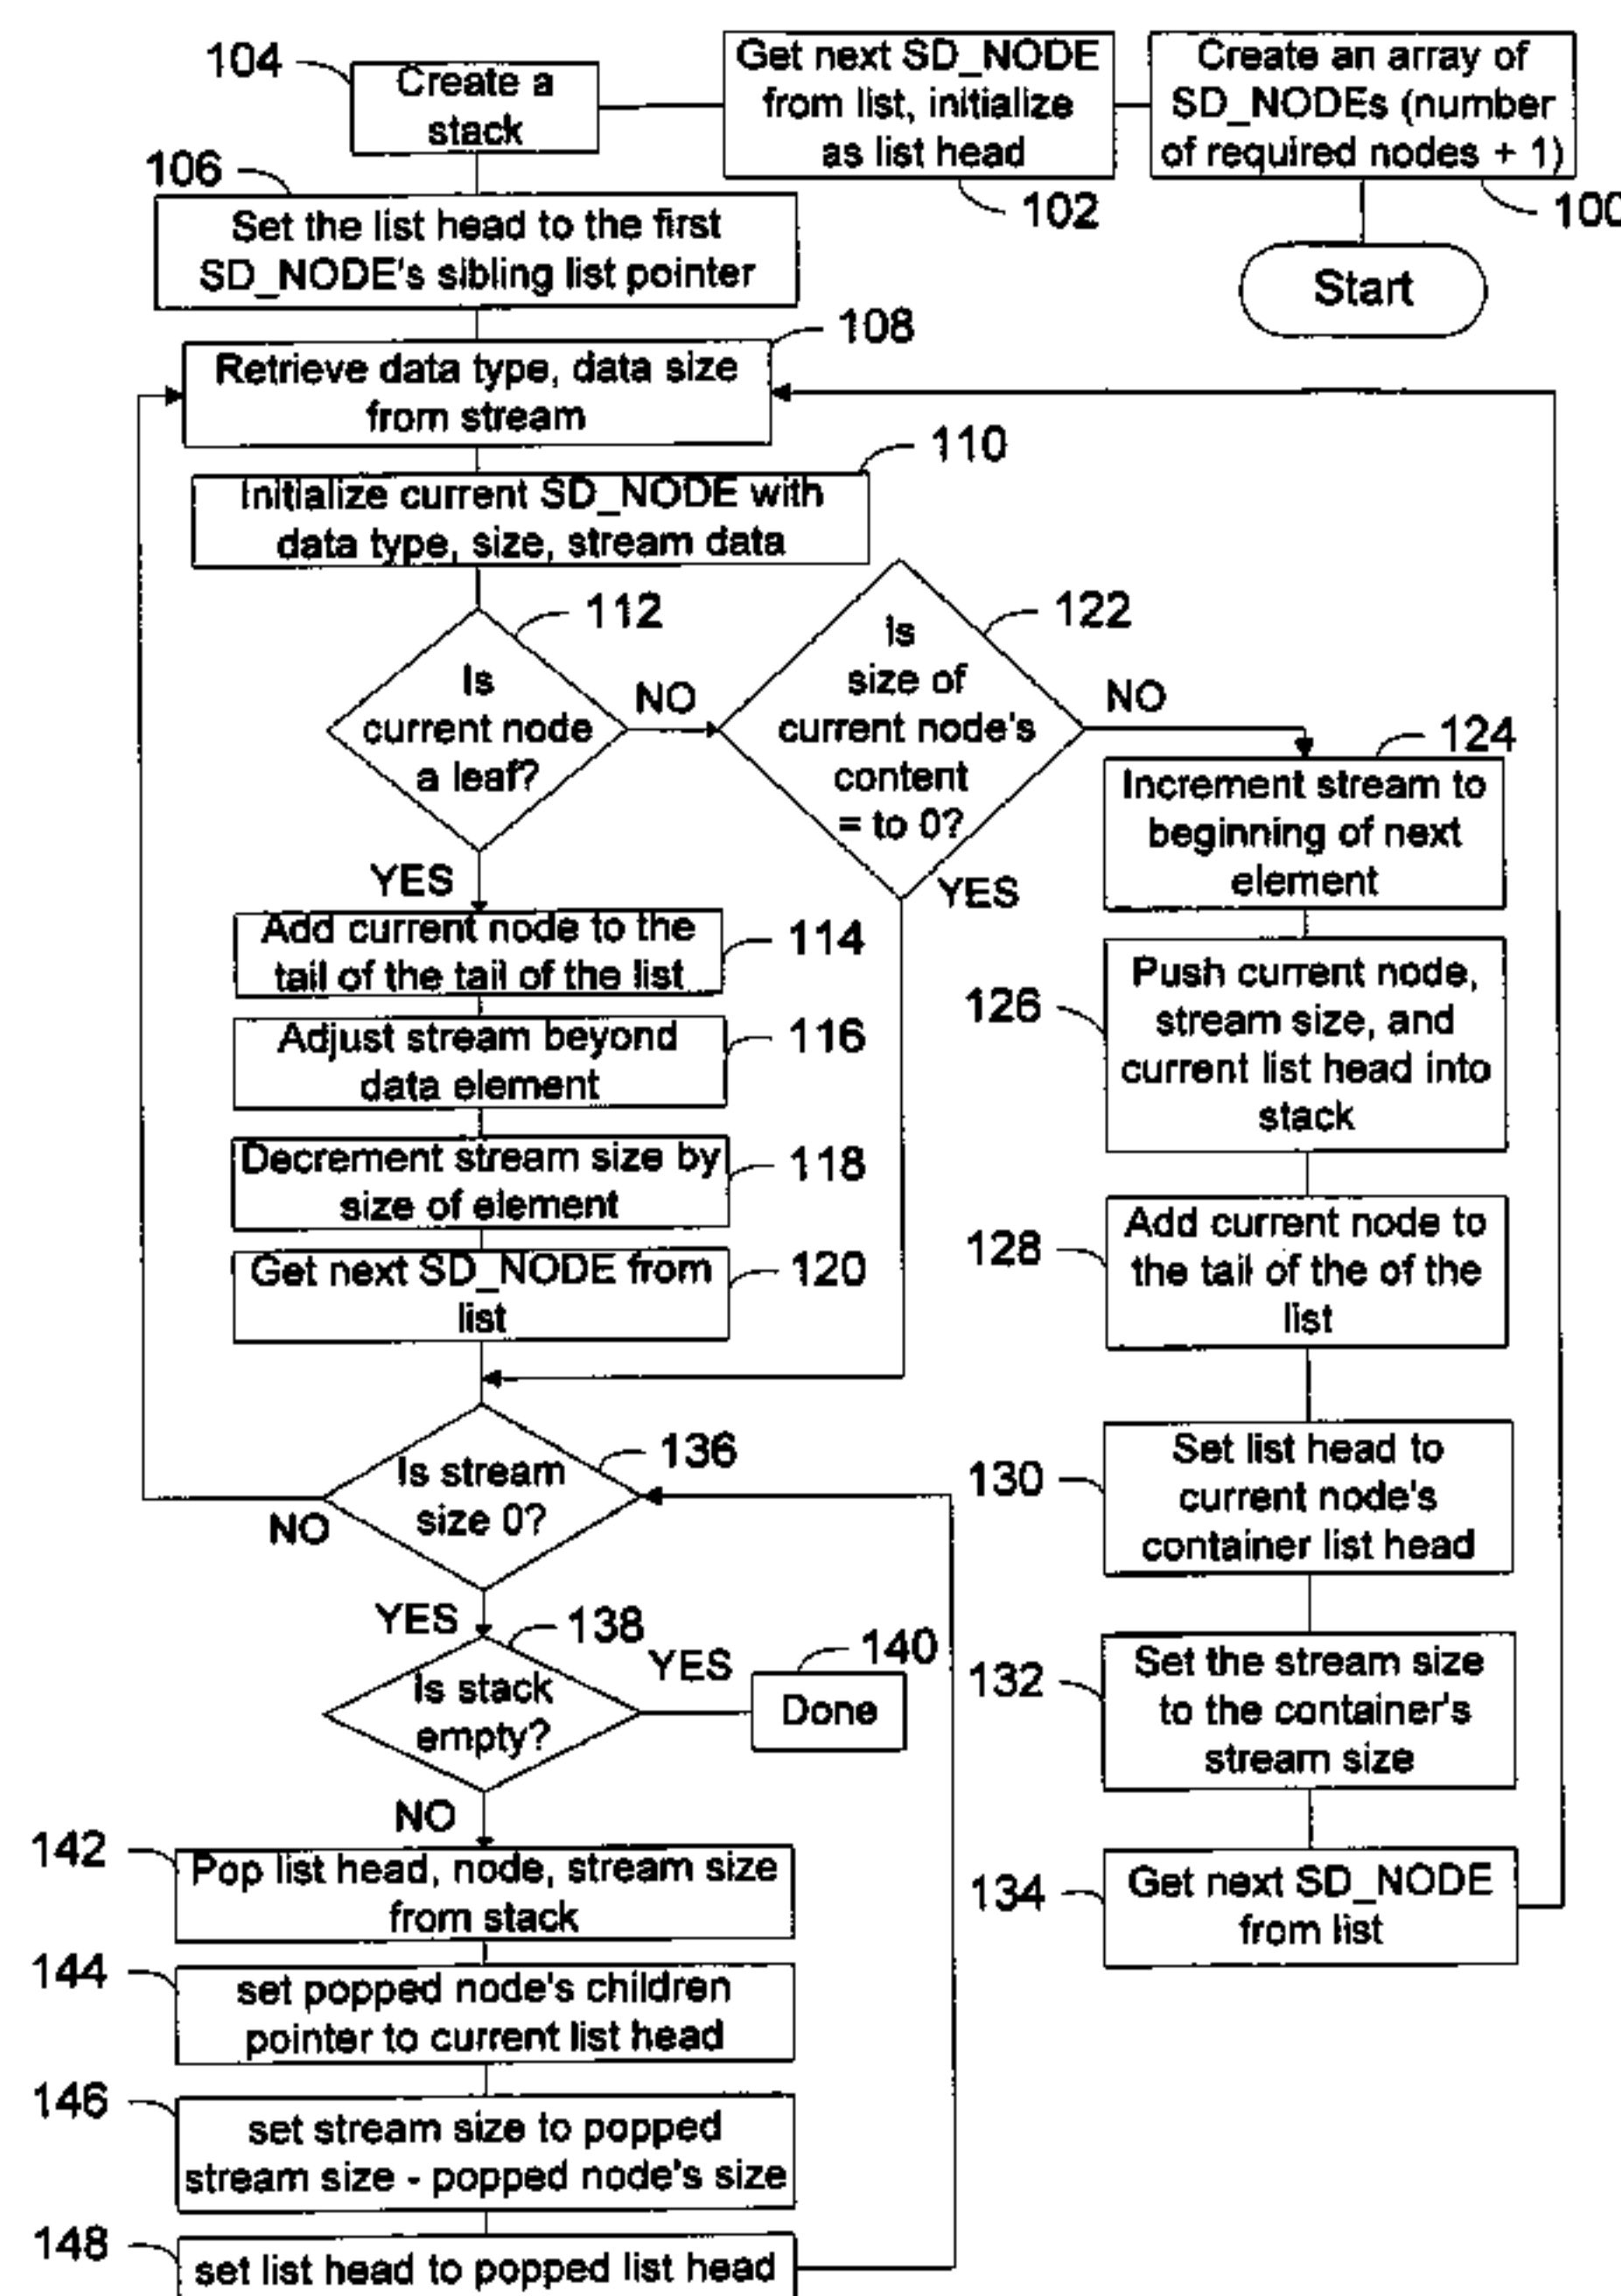 104
Create a
stack
Get next SD_NODE
from list, initialize
as list head
102
Create an array of
SD_NODEs (number
of required nodes + 1)
100
Start
106
Set the list head to the first
SD_NODE's sibling list pointer
108
Retrieve data type, data size
from stream
110
Initialize current SD_NODE with
data type, size, stream data
112
Is
current node
a leaf?
NO
YES
122
Is
size of
current node's
content
= to 0?
NO
YES
114
Add current node to the
tail of the tail of the list
116
Adjust stream beyond
data element
118
Decrement stream size by
size of element
120
Get next SD_NODE from
list
124
Increment stream to
beginning of next
element
126
Push current node,
stream size, and
current list head into
stack
128
Add current node to
the tail of the of the
list
130
Set list head to
current node's
container list head
132
Set the stream size
to the container's
stream size
134
Get next SD_NODE
from list
136
Is stream
size 0?
NO
YES
138
Is stack
empty?
YES
140
Done
NO
142
Pop list head, node, stream size
from stack
144
set popped node's children
pointer to current list head
146
set stream size to popped
stream size - popped node's size
148
set list head to popped list head